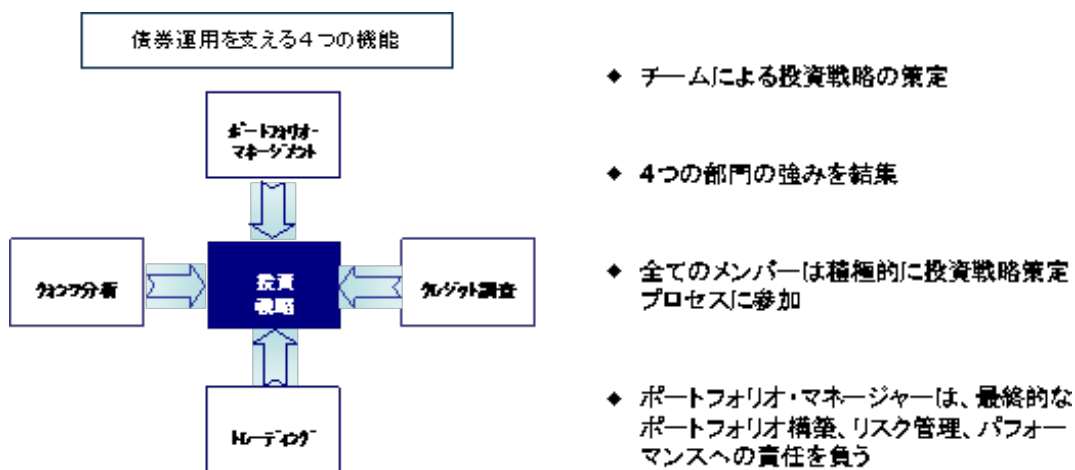 債券運用を支える4つの機能
ポートフォリオ・
マネージメント
クォンツ分析
投資
戦略
クレジット調査
トレーディング
◆ チームによる投資戦略の策定
◆ 4つの部門の強みを結集
◆ 全てのメンバーは積極的に投資戦略策定
プロセスに参加
◆ ポートフォリオ・マネージャーは、最終的な
ポートフォリオ構築、リスク管理、パフォー
マンスへの責任を負う